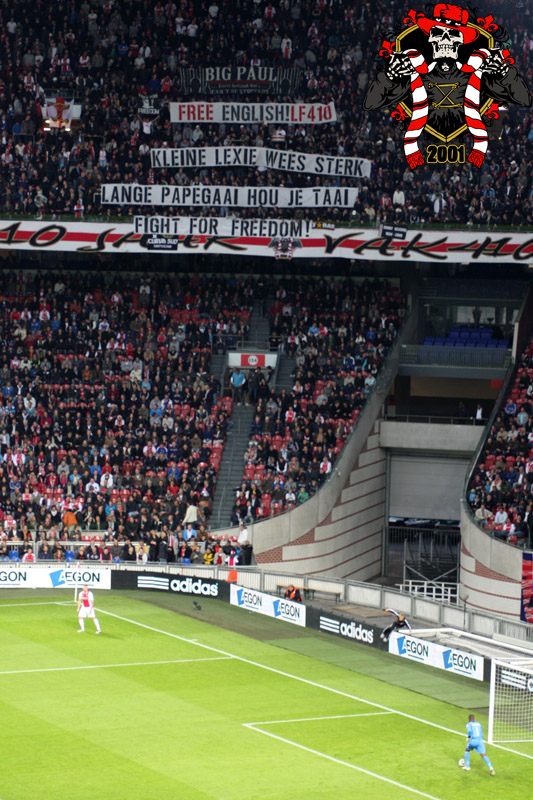 BIG PAUL
FREE ENGLISH!LF410
KLEINE LEXIE WEES STERK
LANGE PAPEGAAI HOU JE TAAI
FIGHT FOR FREEDOM!
VAK410
2001
AEGON
adidas
AEGON
adidas
AEGON
AEGON